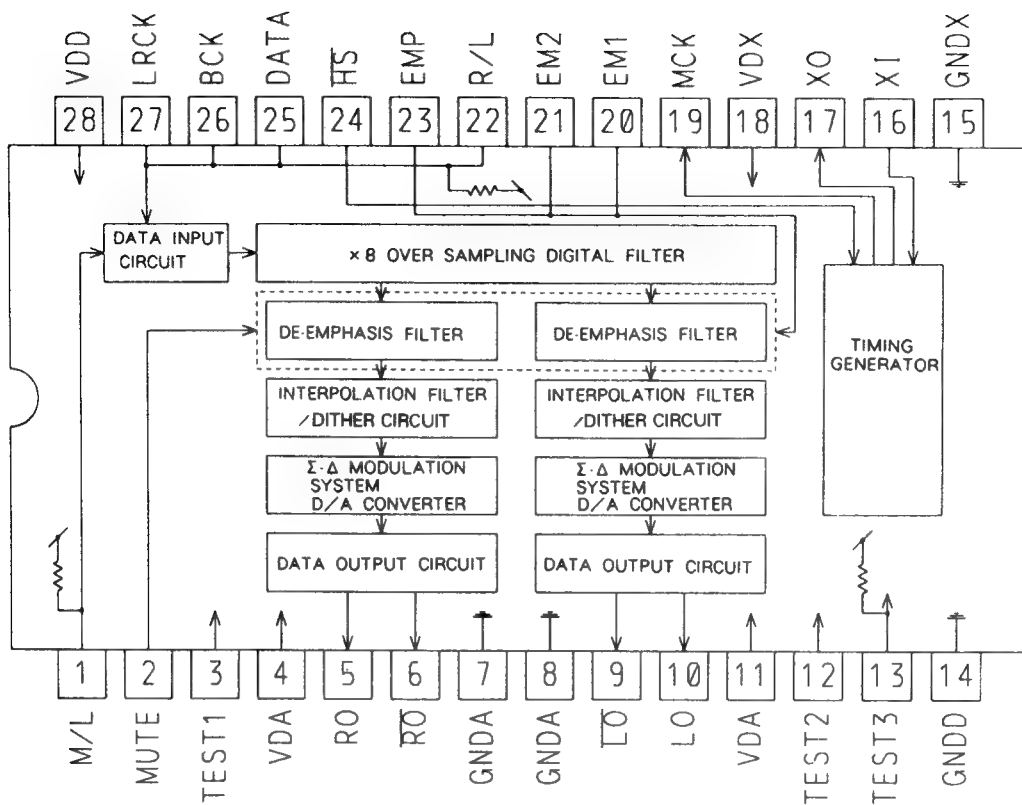 VDD
LRCK
BCK
DATA
H̅S̅
EMP
R/L
EM2
EM1
MCK
VDX
XO
XI
GNDX
28
27
26
25
24
23
22
21
20
19
18
17
16
15
DATA INPUT
CIRCUIT
×8 OVER SAMPLING DIGITAL FILTER
DE-EMPHASIS FILTER
DE-EMPHASIS FILTER
TIMING
GENERATOR
INTERPOLATION FILTER
/DITHER CIRCUIT
INTERPOLATION FILTER
/DITHER CIRCUIT
Σ·Δ MODULATION
SYSTEM
D/A CONVERTER
Σ·Δ MODULATION
SYSTEM
D/A CONVERTER
DATA OUTPUT CIRCUIT
DATA OUTPUT CIRCUIT
1
2
3
4
5
6
7
8
9
10
11
12
13
14
M/L
MUTE
TEST1
VDA
RO
R̅O̅
GNDA
GNDA
L̅O̅
LO
VDA
TEST2
TEST3
GNDD